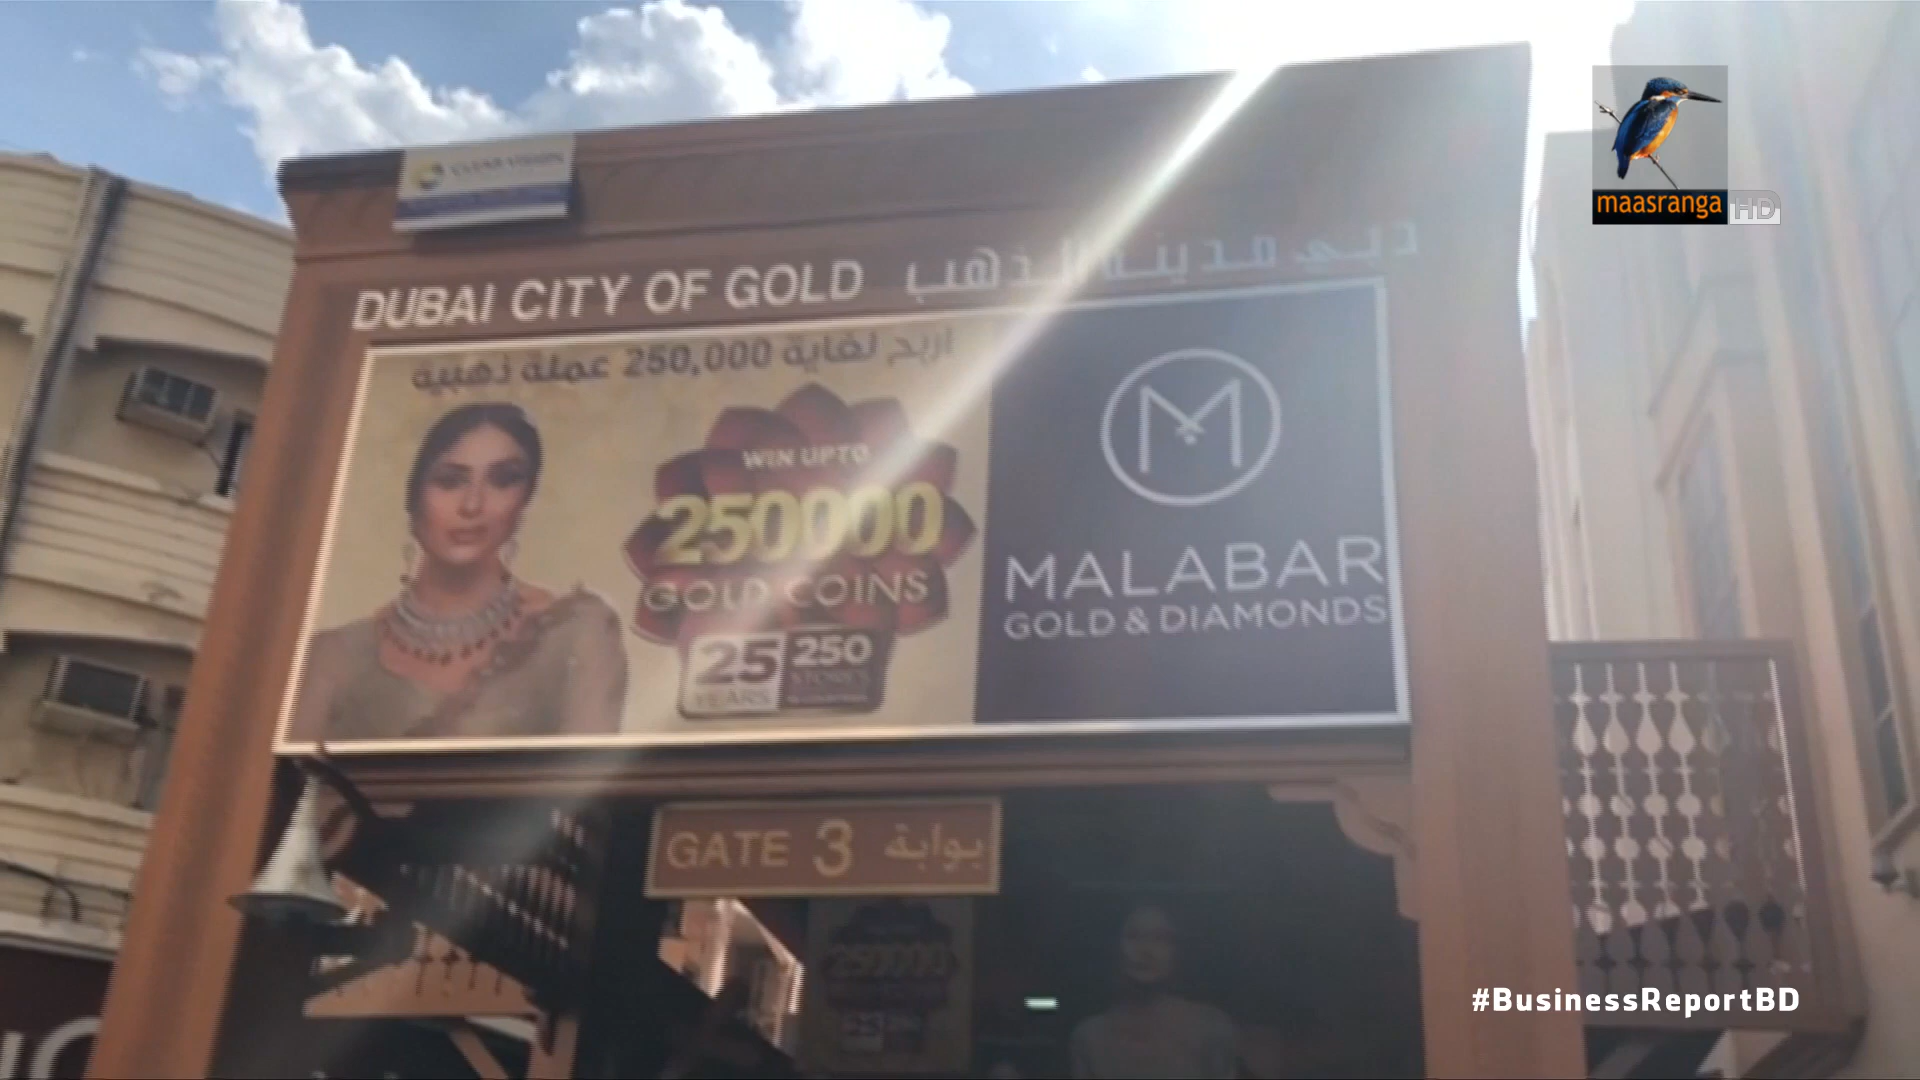 maasranga HD
DUBAI CITY OF GOLD دبي مدينة الذهب
اربح لغاية 250,000 عملة ذهبية
WIN UPTO
250000
GOLD COINS
25 YEARS
250 STORES
M
MALABAR
GOLD & DIAMONDS
GATE 3 بوابة
250000
#BusinessReportBD